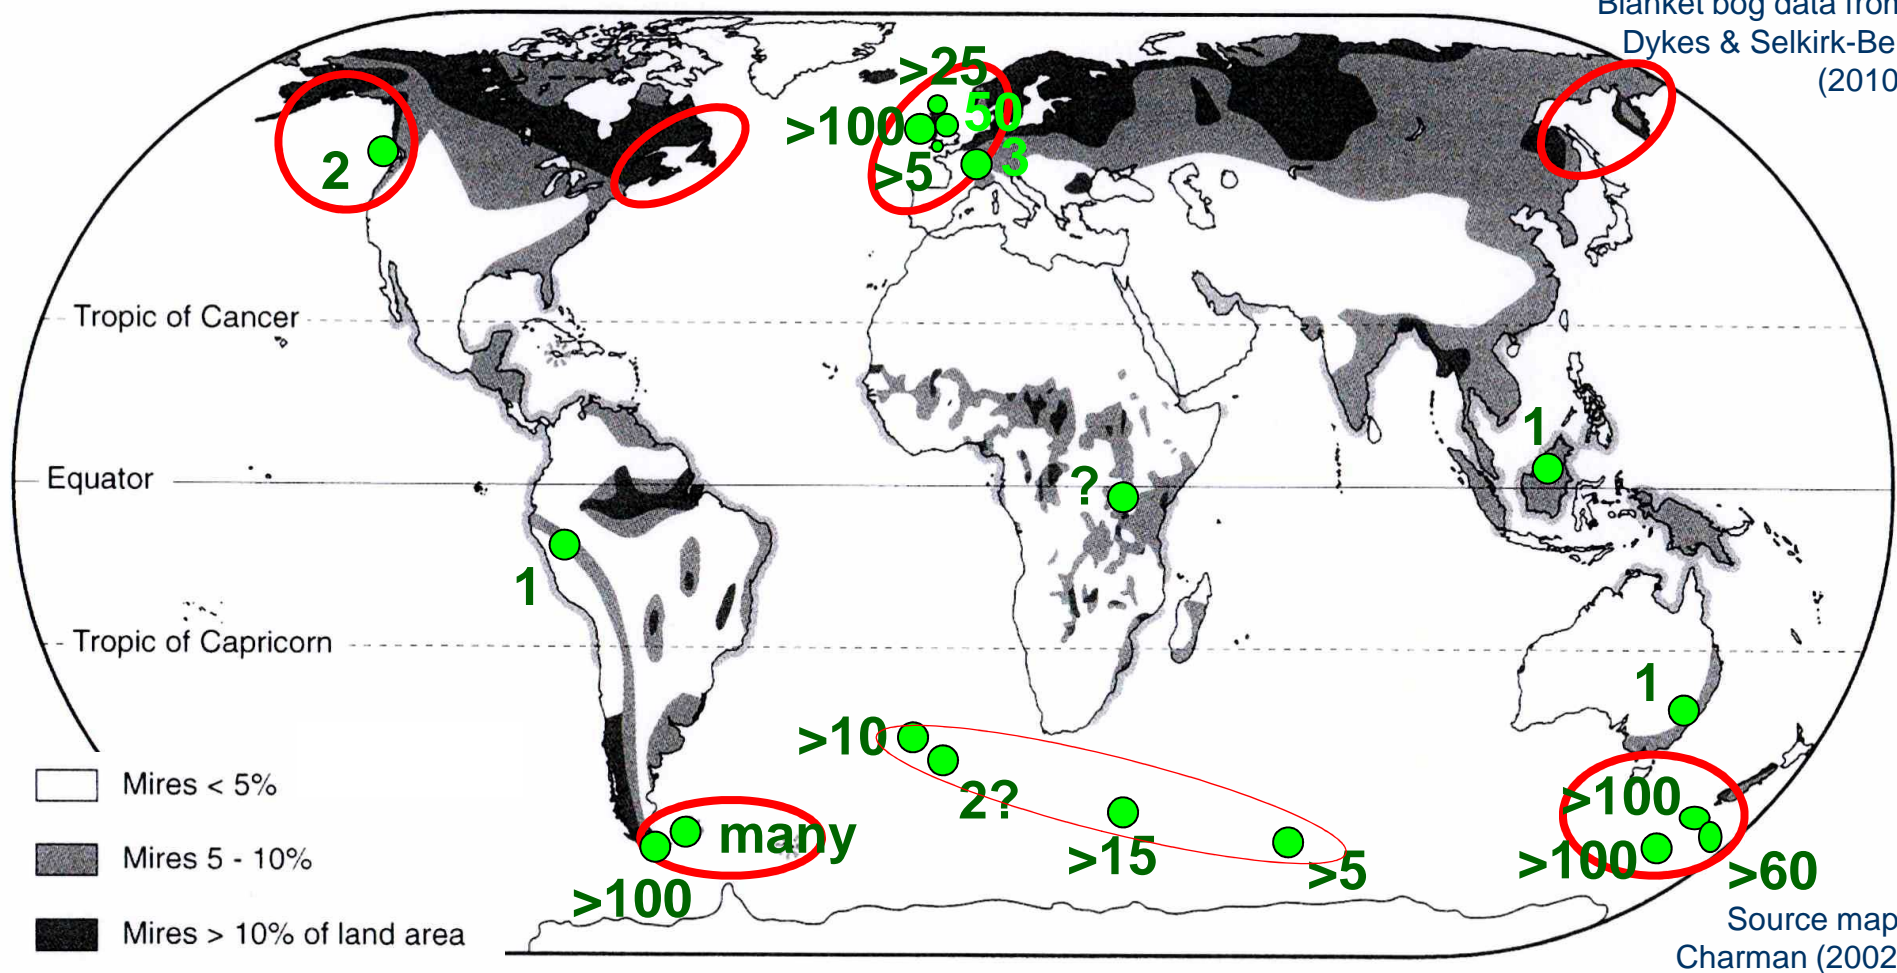 Blanket bog data from
Dykes & Selkirk-Be
(2010
>25
50
>100
3
>5
2
Tropic of Cancer
1
Equator
?
1
Tropic of Capricorn
1
>10
2?
>100
Mires < 5%
many
>15
>5
>100
>60
Mires 5 - 10%
>100
Mires > 10% of land area
Source map
Charman (2002